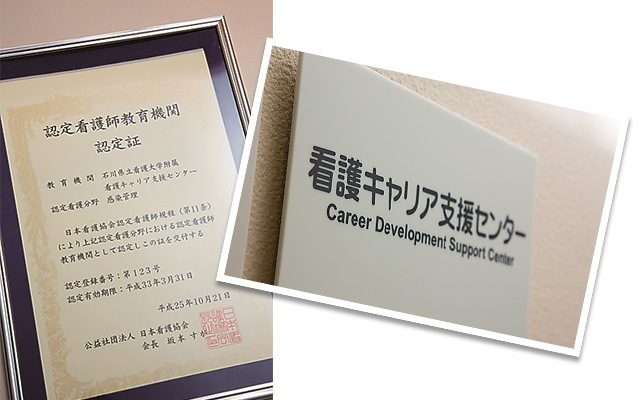 認定看護師教育機関
認定証
教育機関 石川県立看護大学附属
看護キャリア支援センター
認定看護分野 感染管理
日本看護協会認定看護師規程（第11条）
により上記認定看護分野における認定看護師
教育機関として認定しこの証を交付する
認定登録番号：第123号
認定有効期限：平成33年3月31日
平成25年10月21日
公益社団法人 日本看護協会
会長 坂本すが
看護キャリア支援センター
Career Development Support Center